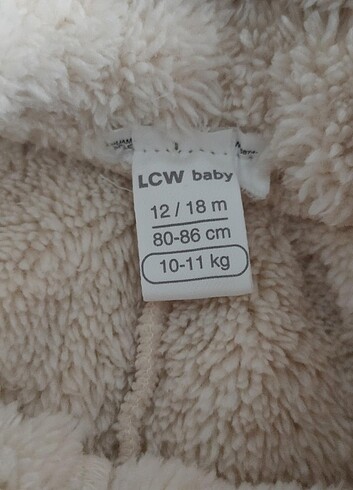 LCW baby
12 / 18 m
80-86 cm
10-11 kg